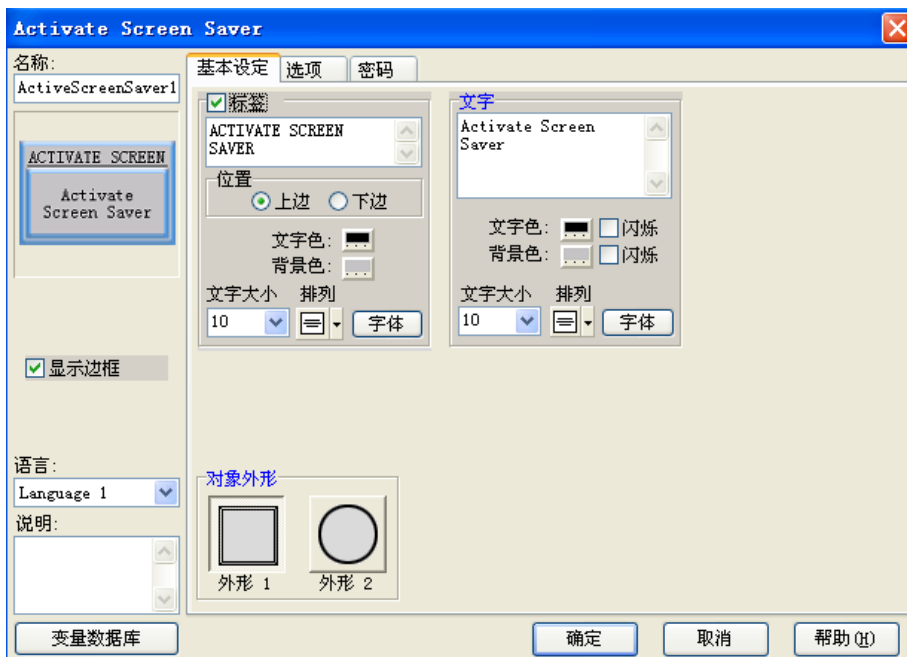 Activate Screen Saver
名称:
ActiveScreenSaver1
ACTIVATE SCREEN
Activate
Screen Saver
显示边框
语言:
Language 1
说明:
变量数据库
基本设定 选项 密码
标签
ACTIVATE SCREEN
SAVER
位置
上边 下边
文字色:
背景色:
文字大小 排列
10 字体
文字
Activate Screen
Saver
文字色: 闪烁
背景色: 闪烁
文字大小 排列
10 字体
对象外形
外形 1 外形 2
确定 取消 帮助(H)